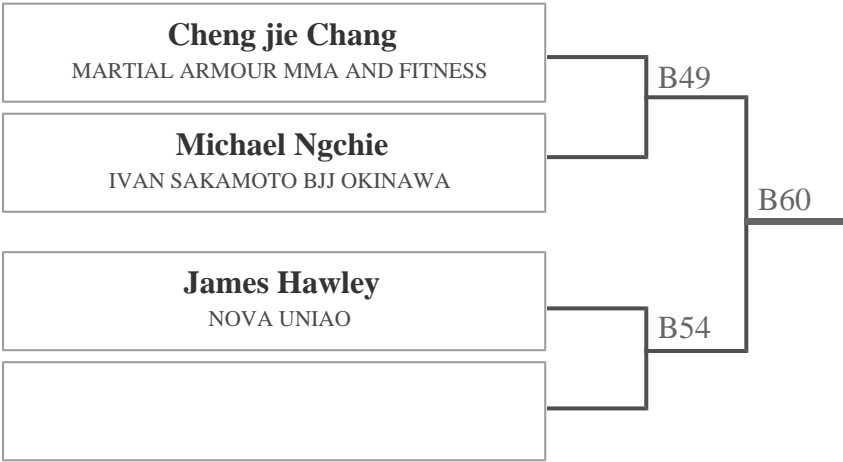 Cheng jie Chang
MARTIAL ARMOUR MMA AND FITNESS
B49
Michael Ngchie
IVAN SAKAMOTO BJJ OKINAWA
B60
James Hawley
NOVA UNIAO
B54